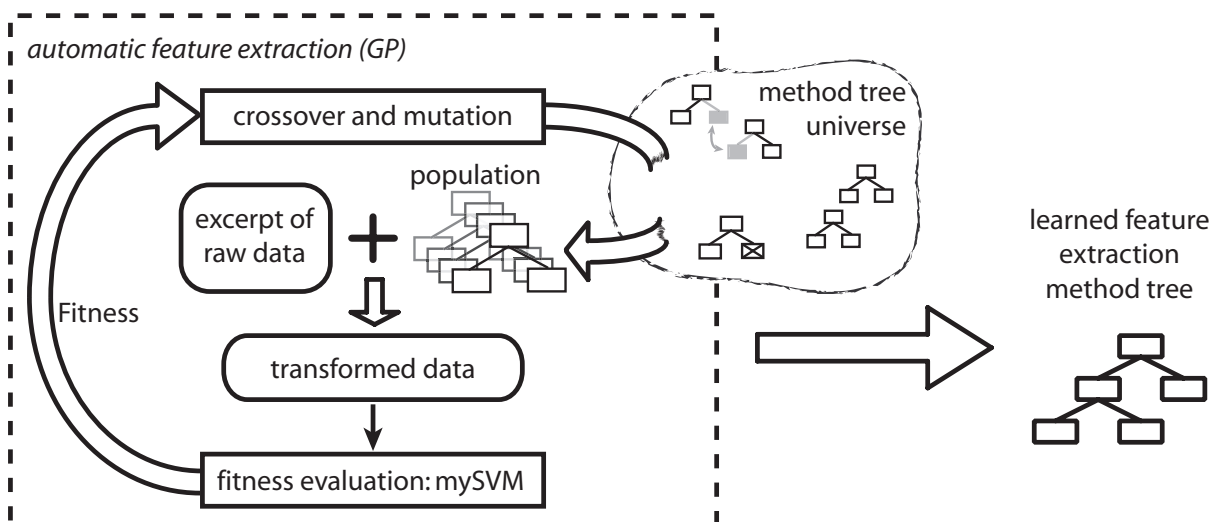 automatic feature extraction (GP)
crossover and mutation
method tree
universe
population
excerpt of
raw data
learned feature
extraction
method tree
Fitness
transformed data
fitness evaluation: mySVM